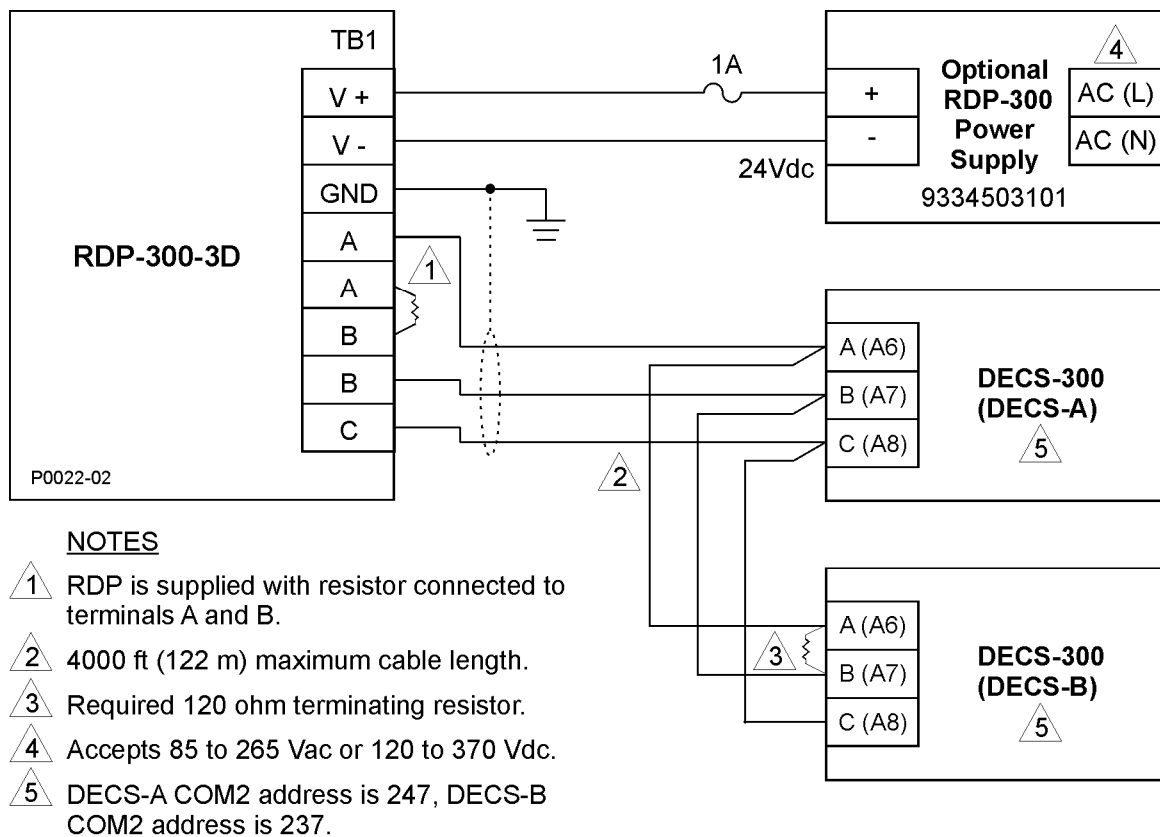 TB1
V +
V -
GND
A
A
B
B
C
RDP-300-3D
P0022-02
1A
24Vdc
+
-
Optional
RDP-300
Power
Supply
9334503101
4
AC (L)
AC (N)
1
2
A (A6)
B (A7)
C (A8)
DECS-300
(DECS-A)
5
3
A (A6)
B (A7)
C (A8)
DECS-300
(DECS-B)
5
NOTES
1 RDP is supplied with resistor connected to
terminals A and B.
2 4000 ft (122 m) maximum cable length.
3 Required 120 ohm terminating resistor.
4 Accepts 85 to 265 Vac or 120 to 370 Vdc.
5 DECS-A COM2 address is 247, DECS-B
COM2 address is 237.